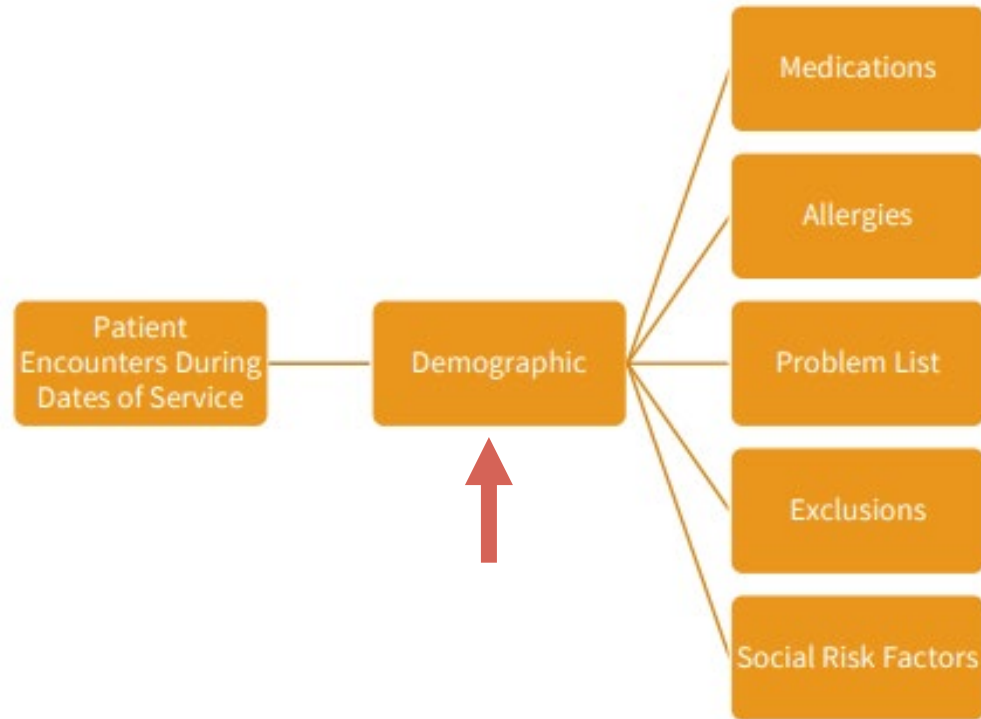 Patient
Encounters During
Dates of Service
Demographic
Medications
Allergies
Problem List
Exclusions
Social Risk Factors